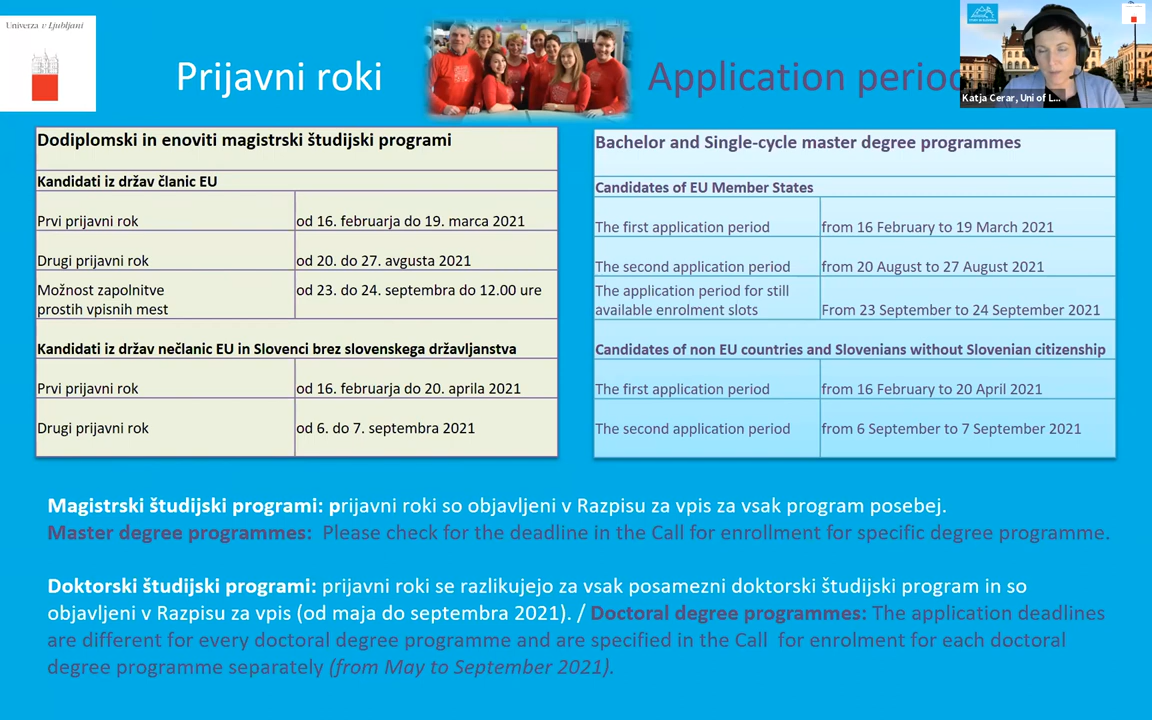 Univerza v Ljubljani
Prijavni roki
Application period
Katja Cerar, Uni of L...
Dodiplomski in enoviti magistrski študijski programi
Kandidati iz držav članic EU
Prvi prijavni rok
od 16. februarja do 19. marca 2021
Drugi prijavni rok
od 20. do 27. avgusta 2021
Možnost zapolnitve
prostih vpisnih mest
od 23. do 24. septembra do 12.00 ure
Kandidati iz držav nečlanic EU in Slovenci brez slovenskega državljanstva
Prvi prijavni rok
od 16. februarja do 20. aprila 2021
Drugi prijavni rok
od 6. do 7. septembra 2021
Bachelor and Single-cycle master degree programmes
Candidates of EU Member States
The first application period
from 16 February to 19 March 2021
The second application period
from 20 August to 27 August 2021
The application period for still
available enrolment slots
From 23 September to 24 September 2021
Candidates of non EU countries and Slovenians without Slovenian citizenship
The first application period
from 16 February to 20 April 2021
The second application period
from 6 September to 7 September 2021
Magistrski študijski programi: prijavni roki so objavljeni v Razpisu za vpis za vsak program posebej.
Master degree programmes: Please check for the deadline in the Call for enrollment for specific degree programme.
Doktorski študijski programi: prijavni roki se razlikujejo za vsak posamezni doktorski študijski program in so
objavljeni v Razpisu za vpis (od maja do septembra 2021). / Doctoral degree programmes: The application deadlines
are different for every doctoral degree programme and are specified in the Call for enrolment for each doctoral
degree programme separately (from May to September 2021).